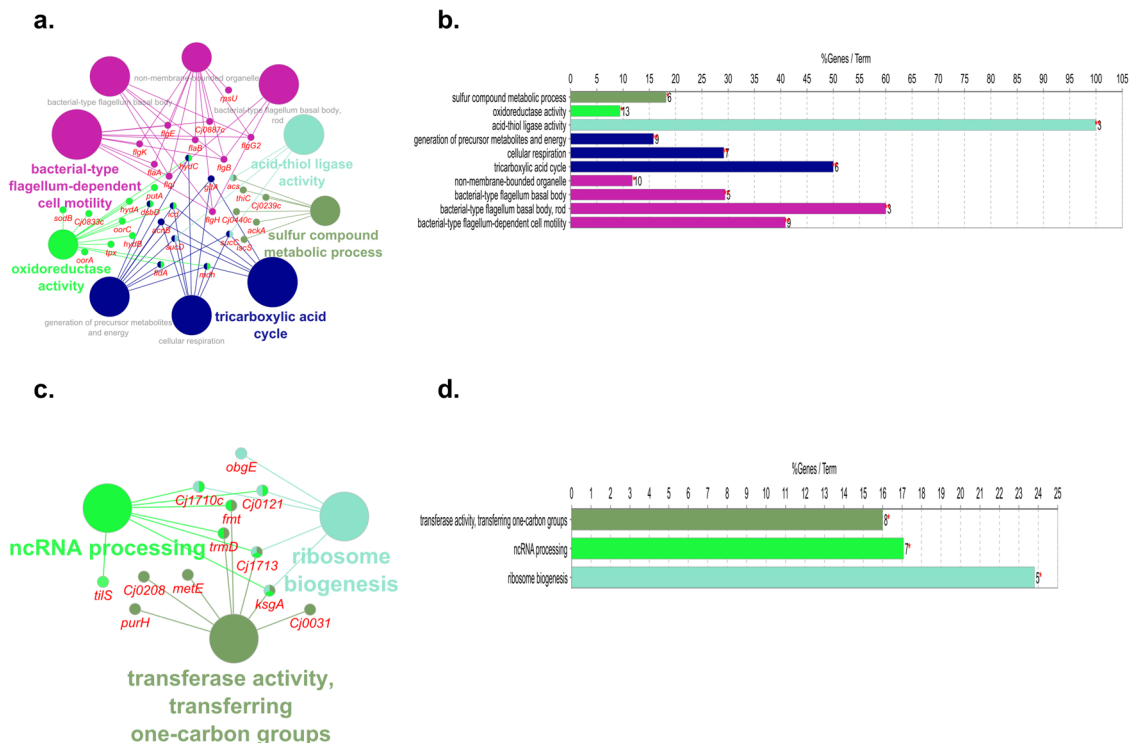 a.
non-membrane-bounded organelle
rpsU
bacterial-type flagellum basal body
bacterial-type flagellum basal body,
rod
flgE
Cj0887c
flaB
flgG2
flgK
bacterial-type
flagellum-dependent
cell motility
flaA
hydC
flgB
flgI
gltA
acid-thiol ligase
activity
acs
thiC
putA
sodB
Cj0833c
hydA
dsbD
icd
Cj0239c
flgH
Cj0440c
oorC
acnB
ackA
hydB
sucD
sucC
iscS
sulfur compound
metabolic process
tpx
oorA
oxidoreductase
activity
fldA
mdh
generation of precursor metabolites
and energy
cellular respiration
tricarboxylic acid
cycle
b.
%Genes / Term
0 5 10 15 20 25 30 35 40 45 50 55 60 65 70 75 80 85 90 95 100 105
sulfur compound metabolic process *6
oxidoreductase activity *13
acid-thiol ligase activity *3
generation of precursor metabolites and energy *9
cellular respiration *7
tricarboxylic acid cycle *6
non-membrane-bounded organelle *10
bacterial-type flagellum basal body *5
bacterial-type flagellum basal body, rod *3
bacterial-type flagellum-dependent cell motility *9
c.
obgE
Cj1710c
Cj0121
fmt
ncRNA processing
trmD
Cj1713
ribosome
biogenesis
tilS
Cj0208
metE
ksgA
purH
Cj0031
transferase activity,
transferring
one-carbon groups
d.
%Genes / Term
0 1 2 3 4 5 6 7 8 9 10 11 12 13 14 15 16 17 18 19 20 21 22 23 24 25
transferase activity, transferring one-carbon groups 8*
ncRNA processing 7*
ribosome biogenesis 5*